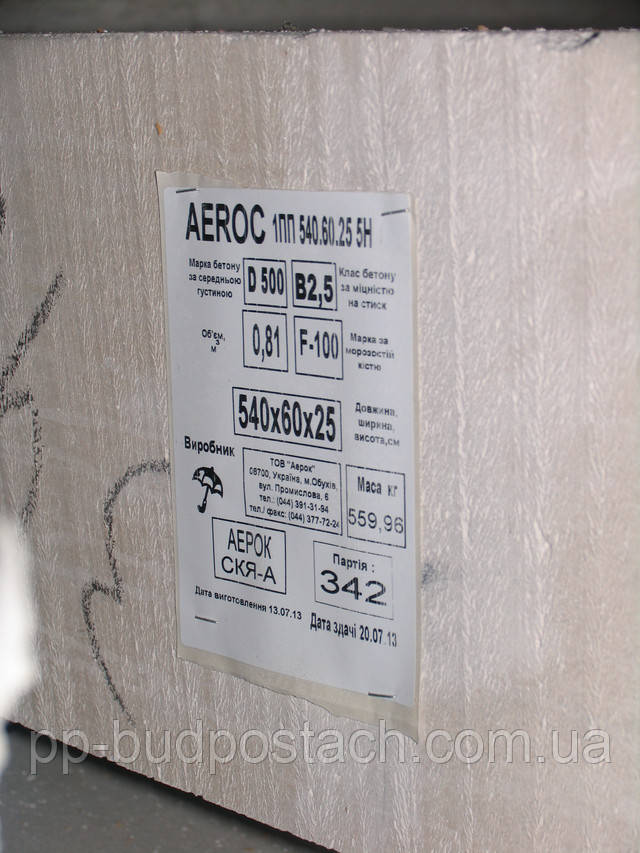 AEROC 1ПП 540.60.25 5Н
Марка бетону
за середньою
густиною
D 500
B2,5
Клас бетону
за міцністю
на стиск
Об'єм,
м3
0,81
F-100
Марка за
морозостій
кістю
540x60x25
Довжина,
ширина,
висота,см
Виробник
ТОВ "Аерок"
08700, Україна, м.Обухів,
вул. Промислова, 6
тел.: (044) 391-31-94
тел./ факс: (044) 377-72-24
Маса кг
559,96
АЕРОК
СКЯ-А
Партія :
342
Дата виготовлення 13.07.13
Дата здачі 20.07.13
pp-budpostach.com.ua